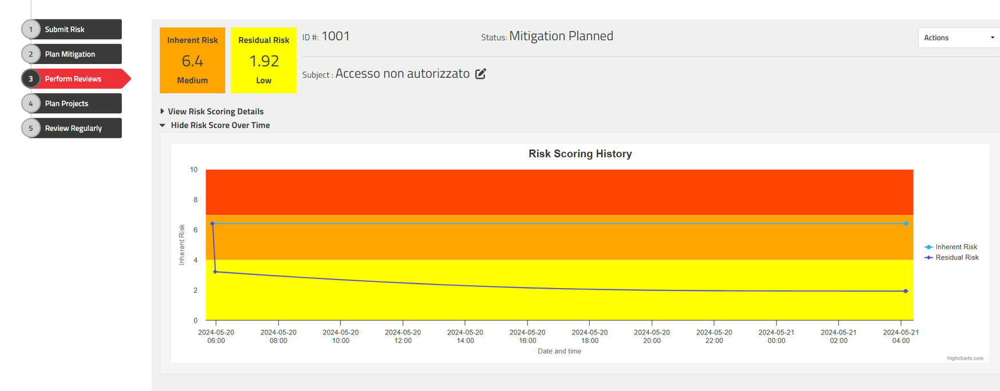 1 Submit Risk
2 Plan Mitigation
3 Perform Reviews
4 Plan Projects
5 Review Regularly
Inherent Risk
6.4
Medium
Residual Risk
1.92
Low
ID #: 1001
Status: Mitigation Planned
Actions
Subject : Accesso non autorizzato
View Risk Scoring Details
Hide Risk Score Over Time
Risk Scoring History
Inherent Risk
10
8
6
4
2
0
2024-05-20 06:00
2024-05-20 08:00
2024-05-20 10:00
2024-05-20 12:00
2024-05-20 14:00
2024-05-20 16:00
2024-05-20 18:00
2024-05-20 20:00
2024-05-20 22:00
2024-05-21 00:00
2024-05-21 02:00
2024-05-21 04:00
Date and time
Inherent Risk
Residual Risk
Highcharts.com